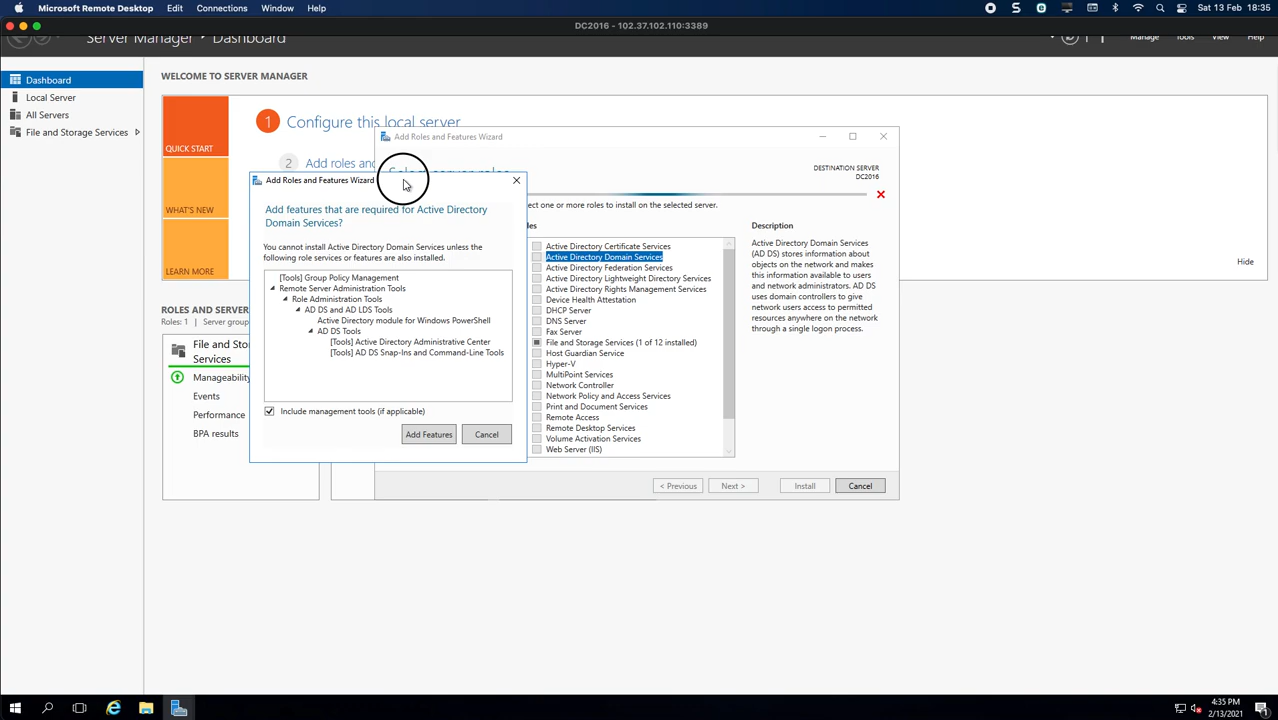 Microsoft Remote Desktop Edit Connections Window Help
Sat 13 Feb 18:35
DC2016 - 102.37.102.110:3389
Server Manager Dashboard
Manage Tools View Help
Dashboard
Local Server
All Servers
File and Storage Services
WELCOME TO SERVER MANAGER
QUICK START
WHAT'S NEW
LEARN MORE
1 Configure this local server
2 Add roles and
Hide
ROLES AND SERVER
Roles: 1 | Server group
File and Sto
Services
Manageability
Events
Performance
BPA results
Add Roles and Features Wizard
DESTINATION SERVER
DC2016
ect one or more roles to install on the selected server.
les
Active Directory Certificate Services
Active Directory Domain Services
Active Directory Federation Services
Active Directory Lightweight Directory Services
Active Directory Rights Management Services
Device Health Attestation
DHCP Server
DNS Server
Fax Server
File and Storage Services (1 of 12 installed)
Host Guardian Service
Hyper-V
MultiPoint Services
Network Controller
Network Policy and Access Services
Print and Document Services
Remote Access
Remote Desktop Services
Volume Activation Services
Web Server (IIS)
Description
Active Directory Domain Services
(AD DS) stores information about
objects on the network and makes
this information available to users
and network administrators. AD DS
uses domain controllers to give
network users access to permitted
resources anywhere on the network
through a single logon process.
< Previous Next > Install Cancel
Add Roles and Features Wizard
Add features that are required for Active Directory
Domain Services?
You cannot install Active Directory Domain Services unless the
following role services or features are also installed.
[Tools] Group Policy Management
Remote Server Administration Tools
Role Administration Tools
AD DS and AD LDS Tools
Active Directory module for Windows PowerShell
AD DS Tools
[Tools] Active Directory Administrative Center
[Tools] AD DS Snap-Ins and Command-Line Tools
Include management tools (if applicable)
Add Features Cancel
4:35 PM
2/13/2021